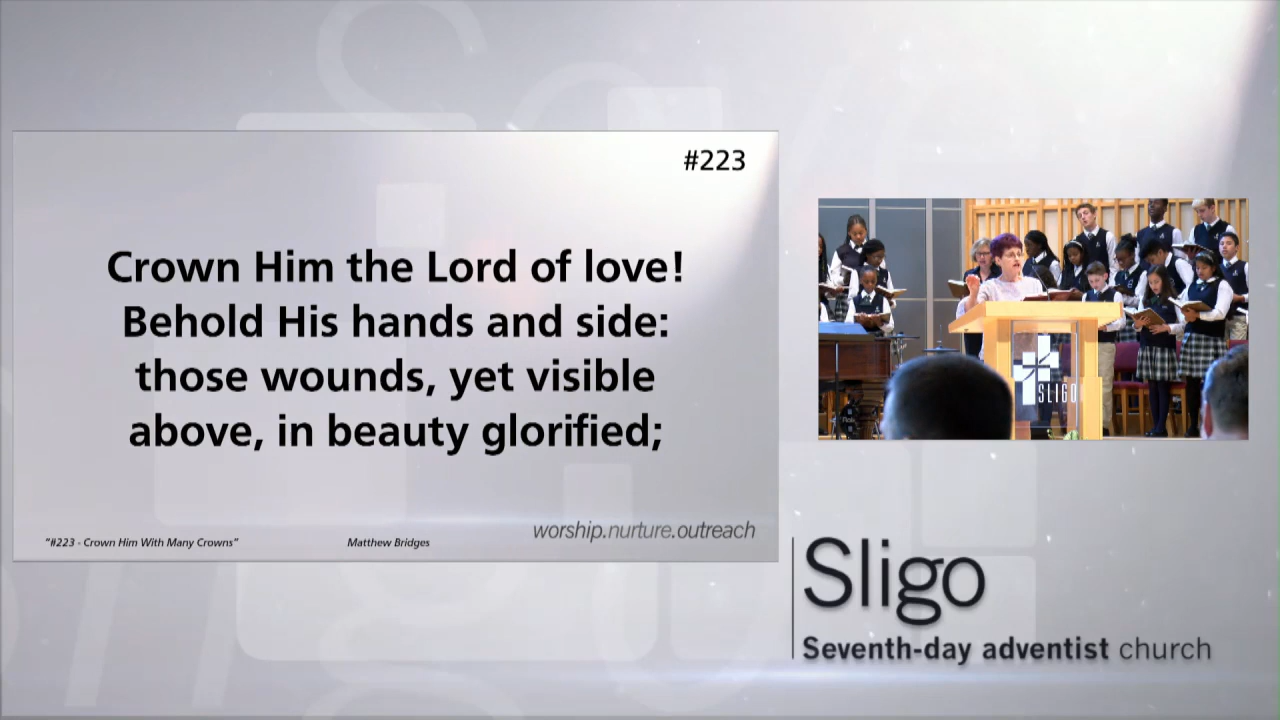 #223
Crown Him the Lord of love!
Behold His hands and side:
those wounds, yet visible
above, in beauty glorified;
"#223 - Crown Him With Many Crowns"
Matthew Bridges
worship.nurture.outreach
SLIGO
Sligo
Seventh-day adventist church